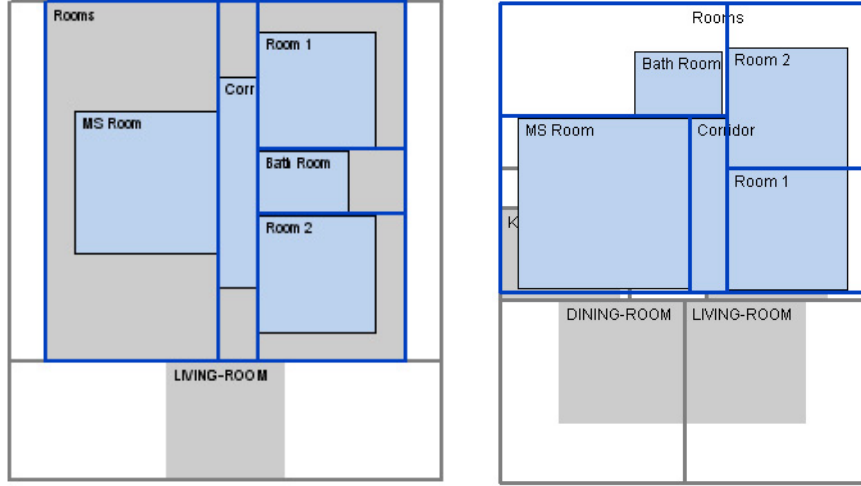 Rooms
Room 1
Corr
MS Room
Bath Room
Room 2
LIVING-ROOM
Rooms
Bath Room
Room 2
MS Room
Corridor
Room 1
K
DINING-ROOM
LIVING-ROOM